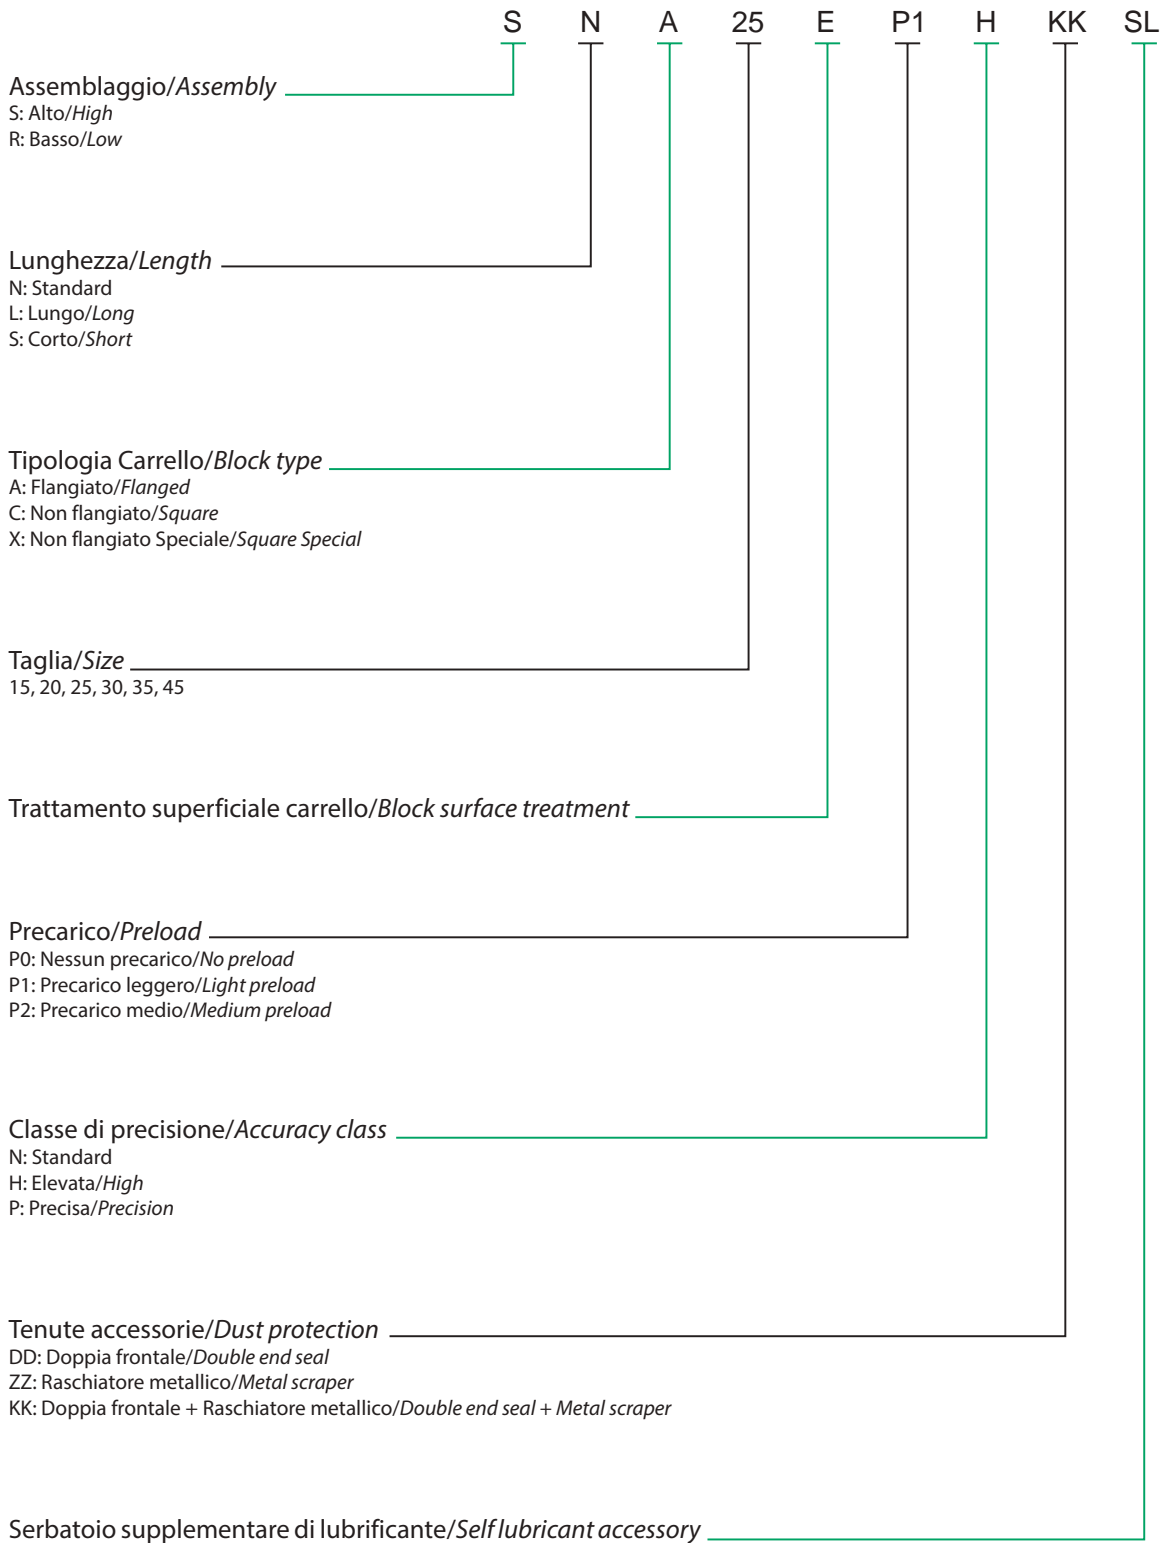 S N A 25 E P1 H KK SL
Assemblaggio/Assembly
S: Alto/High
R: Basso/Low
Lunghezza/Length
N: Standard
L: Lungo/Long
S: Corto/Short
Tipologia Carrello/Block type
A: Flangiato/Flanged
C: Non flangiato/Square
X: Non flangiato Speciale/Square Special
Taglia/Size
15, 20, 25, 30, 35, 45
Trattamento superficiale carrello/Block surface treatment
Precarico/Preload
P0: Nessun precarico/No preload
P1: Precarico leggero/Light preload
P2: Precarico medio/Medium preload
Classe di precisione/Accuracy class
N: Standard
H: Elevata/High
P: Precisa/Precision
Tenute accessorie/Dust protection
DD: Doppia frontale/Double end seal
ZZ: Raschiatore metallico/Metal scraper
KK: Doppia frontale + Raschiatore metallico/Double end seal + Metal scraper
Serbatoio supplementare di lubrificante/Self lubricant accessory